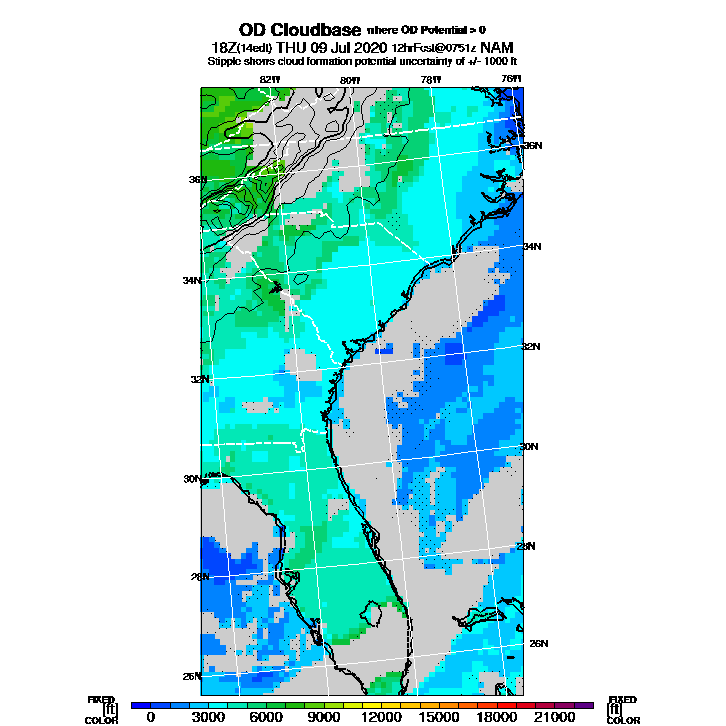 OD Cloudbase where OD Potential > 0
18Z(14edt) THU 09 Jul 2020 12hrFcst@0751z NAM
Stipple shows cloud formation potential uncertainty of +/- 1000 ft
82W 80W 78W 76W
36N 36N
34N 34N
32N 32N
30N 30N
28N 28N
26N 26N
FIXED FIXED
[ft] [ft]
COLOR COLOR
0 3000 6000 9000 12000 15000 18000 21000